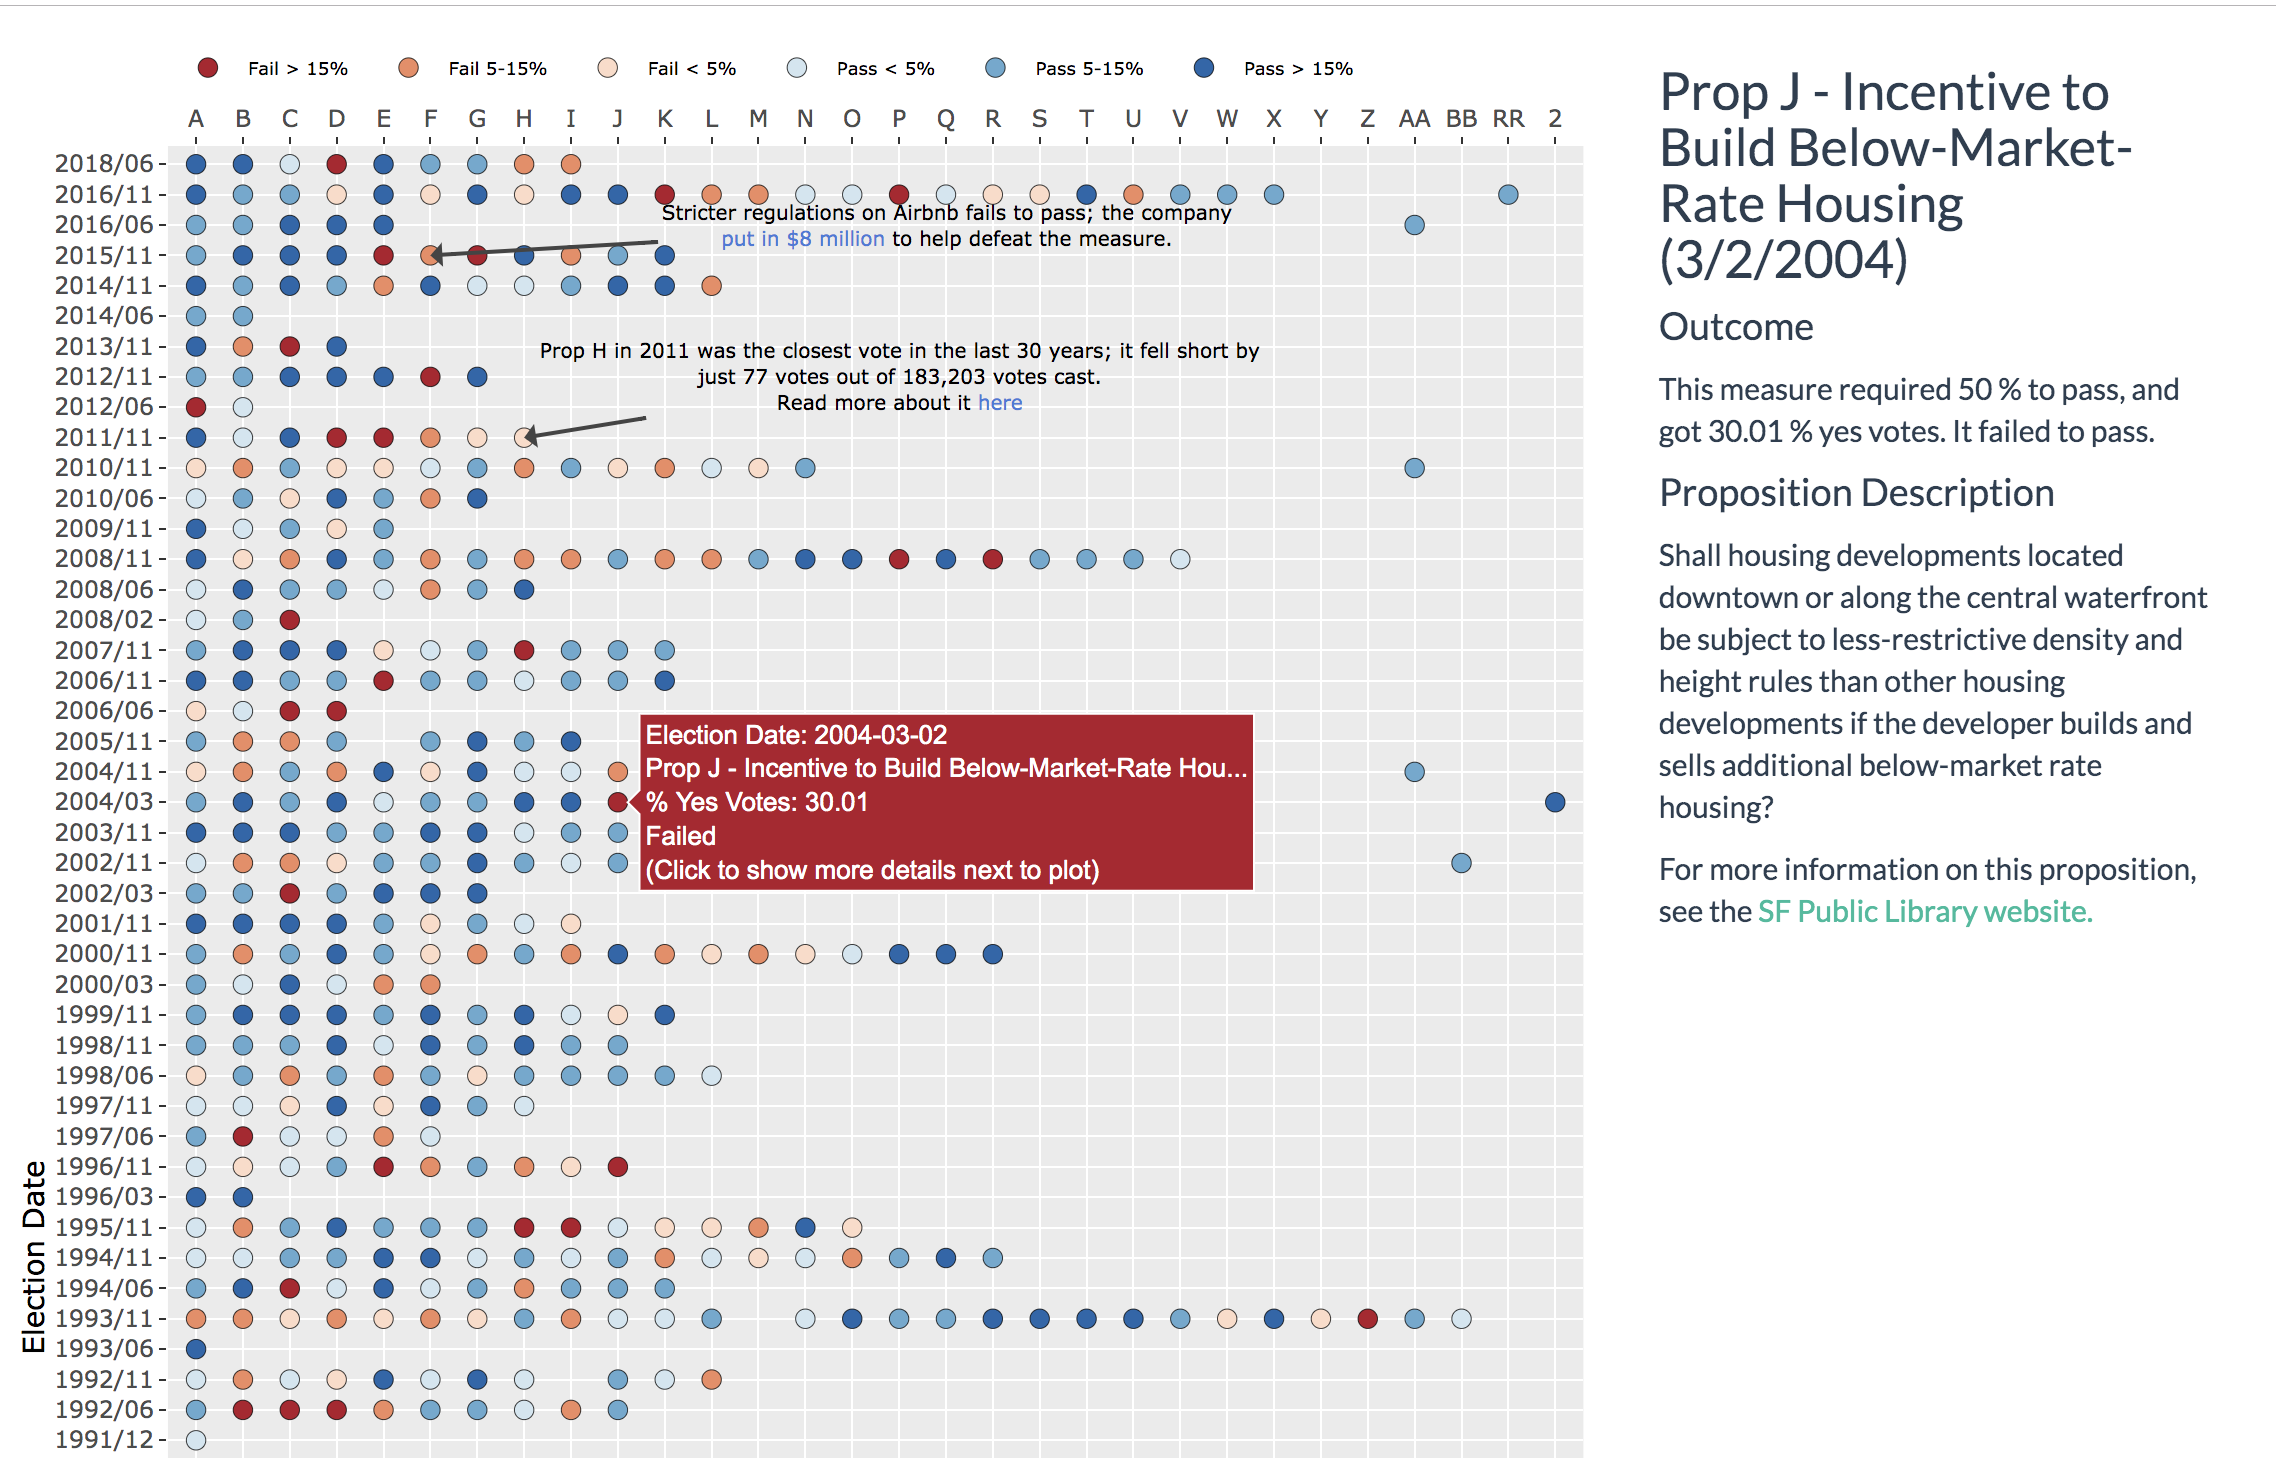 Fail > 15%
Fail 5-15%
Fail < 5%
Pass < 5%
Pass 5-15%
Pass > 15%
A B C D E F G H I J K L M N O P Q R S T U V W X Y Z AA BB RR 2
2018/06
2016/11
Stricter regulations on Airbnb fails to pass; the company
2016/06
put in $8 million to help defeat the measure.
2015/11
2014/11
2014/06
2013/11
Prop H in 2011 was the closest vote in the last 30 years; it fell short by
2012/11
just 77 votes out of 183,203 votes cast.
2012/06
Read more about it here
2011/11
2010/11
2010/06
2009/11
2008/11
2008/06
2008/02
2007/11
2006/11
2006/06
2005/11
2004/11
2004/03
2003/11
2002/11
2002/03
2001/11
2000/11
2000/03
1999/11
1998/11
1998/06
1997/11
1997/06
1996/11
1996/03
1995/11
1994/11
1994/06
1993/11
1993/06
1992/11
1992/06
1991/12
Election Date
Election Date: 2004-03-02
Prop J - Incentive to Build Below-Market-Rate Hou...
% Yes Votes: 30.01
Failed
(Click to show more details next to plot)
Prop J - Incentive to
Build Below-Market-
Rate Housing
(3/2/2004)
Outcome
This measure required 50 % to pass, and
got 30.01 % yes votes. It failed to pass.
Proposition Description
Shall housing developments located
downtown or along the central waterfront
be subject to less-restrictive density and
height rules than other housing
developments if the developer builds and
sells additional below-market rate
housing?
For more information on this proposition,
see the SF Public Library website.